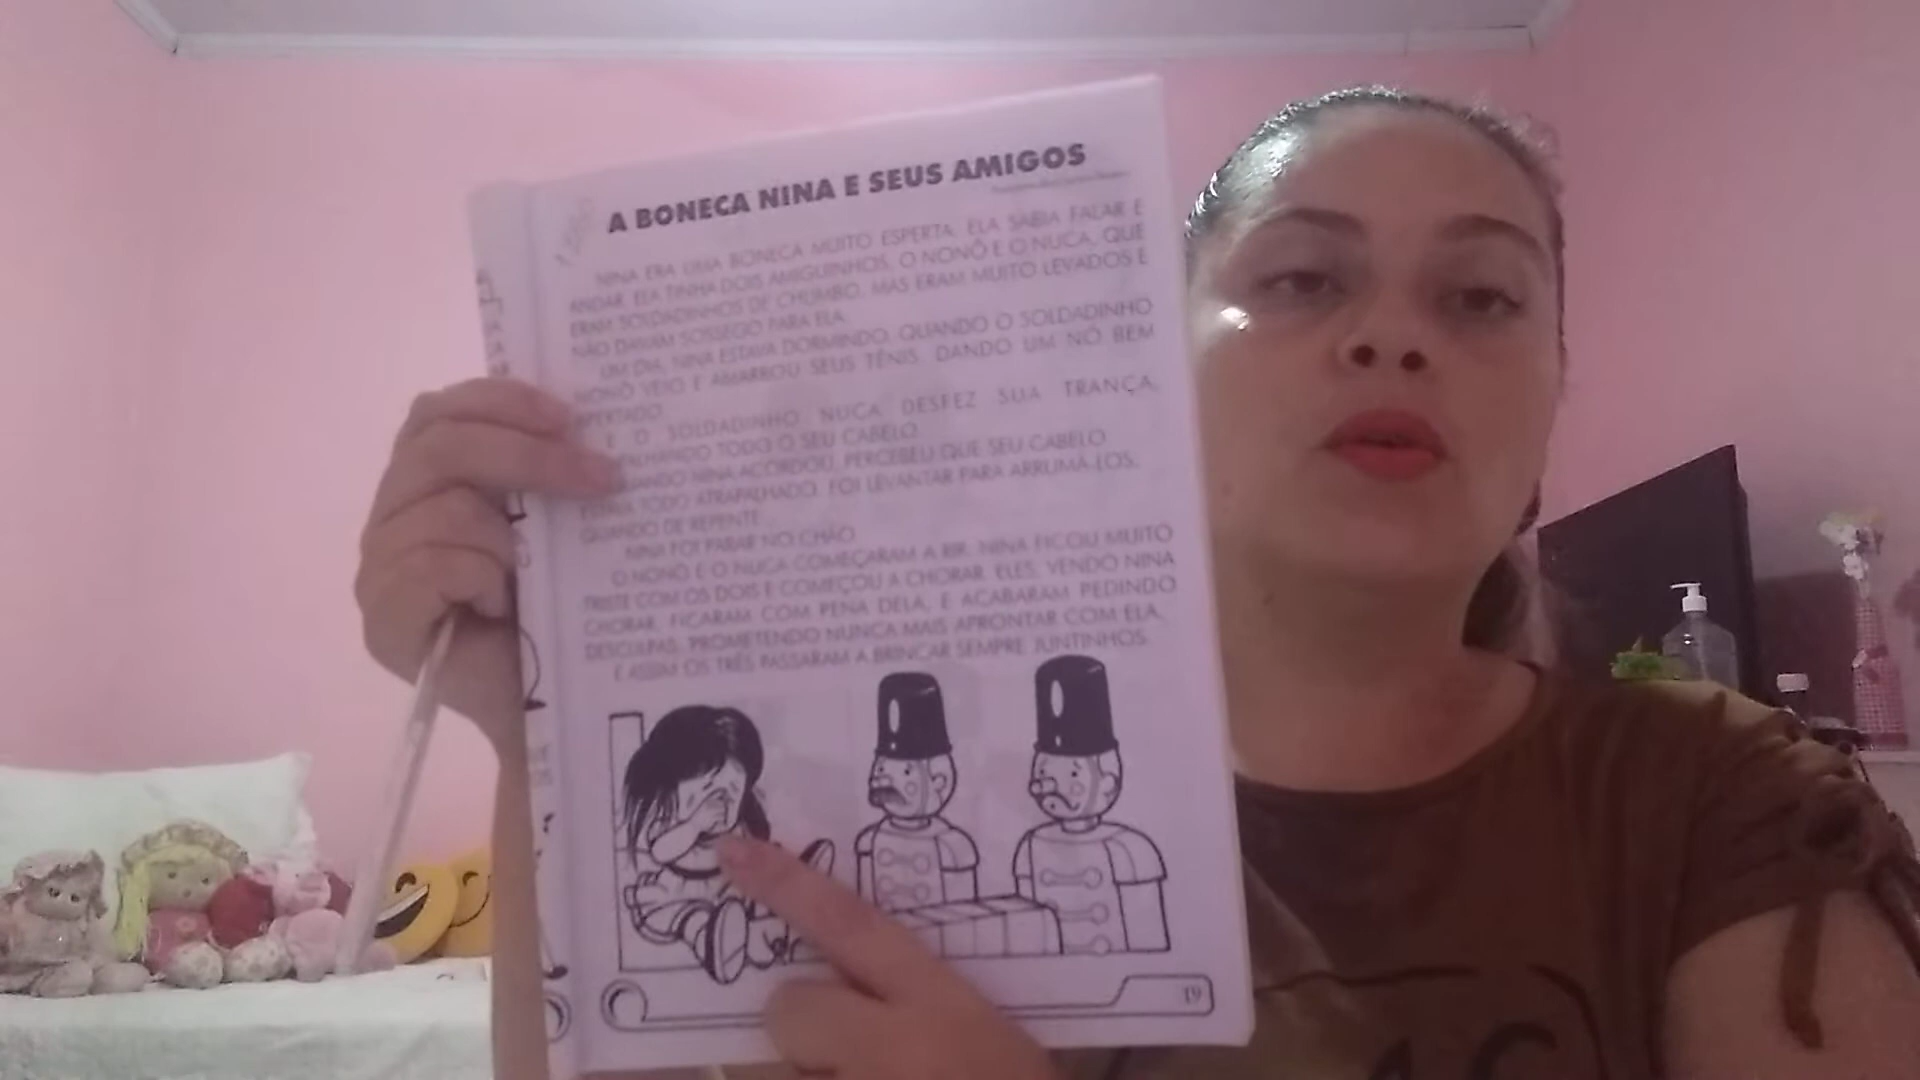 A BONECA NINA E SEUS AMIGOS
NINA ERA UMA BONECA MUITO ESPERTA. ELA SABIA FALAR E
ANDAR. ELA TINHA DOIS AMIGUINHOS, O NONÔ E O NUCA, QUE
ERAM SOLDADINHOS DE CHUMBO, MAS ERAM MUITO LEVADOS E
NÃO DAVAM SOSSEGO PARA ELA.
UM DIA, NINA ESTAVA DORMINDO, QUANDO O SOLDADINHO
NONÔ VEIO E AMARROU SEUS TÊNIS, DANDO UM NÓ BEM
APERTADO.
E O SOLDADINHO NUCA DESFEZ SUA TRANÇA,
TODO O SEU CABELO.
NINA ACORDOU, PERCEBEU QUE SEU CABELO
ESTAVA TODO ATRAPALHADO. FOI LEVANTAR PARA ARRUMÁ-LOS,
QUANDO DE REPENTE...
NINA FOI PARAR NO CHÃO.
O NONÔ E O NUCA COMEÇARAM A RIR. NINA FICOU MUITO
TRISTE COM OS DOIS E COMEÇOU A CHORAR. ELES, VENDO NINA
CHORAR, FICARAM COM PENA DELA, E ACABARAM PEDINDO
DESCULPAS, PROMETENDO NUNCA MAIS APRONTAR COM ELA.
E ASSIM OS TRÊS PASSARAM A BRINCAR SEMPRE JUNTINHOS.
19